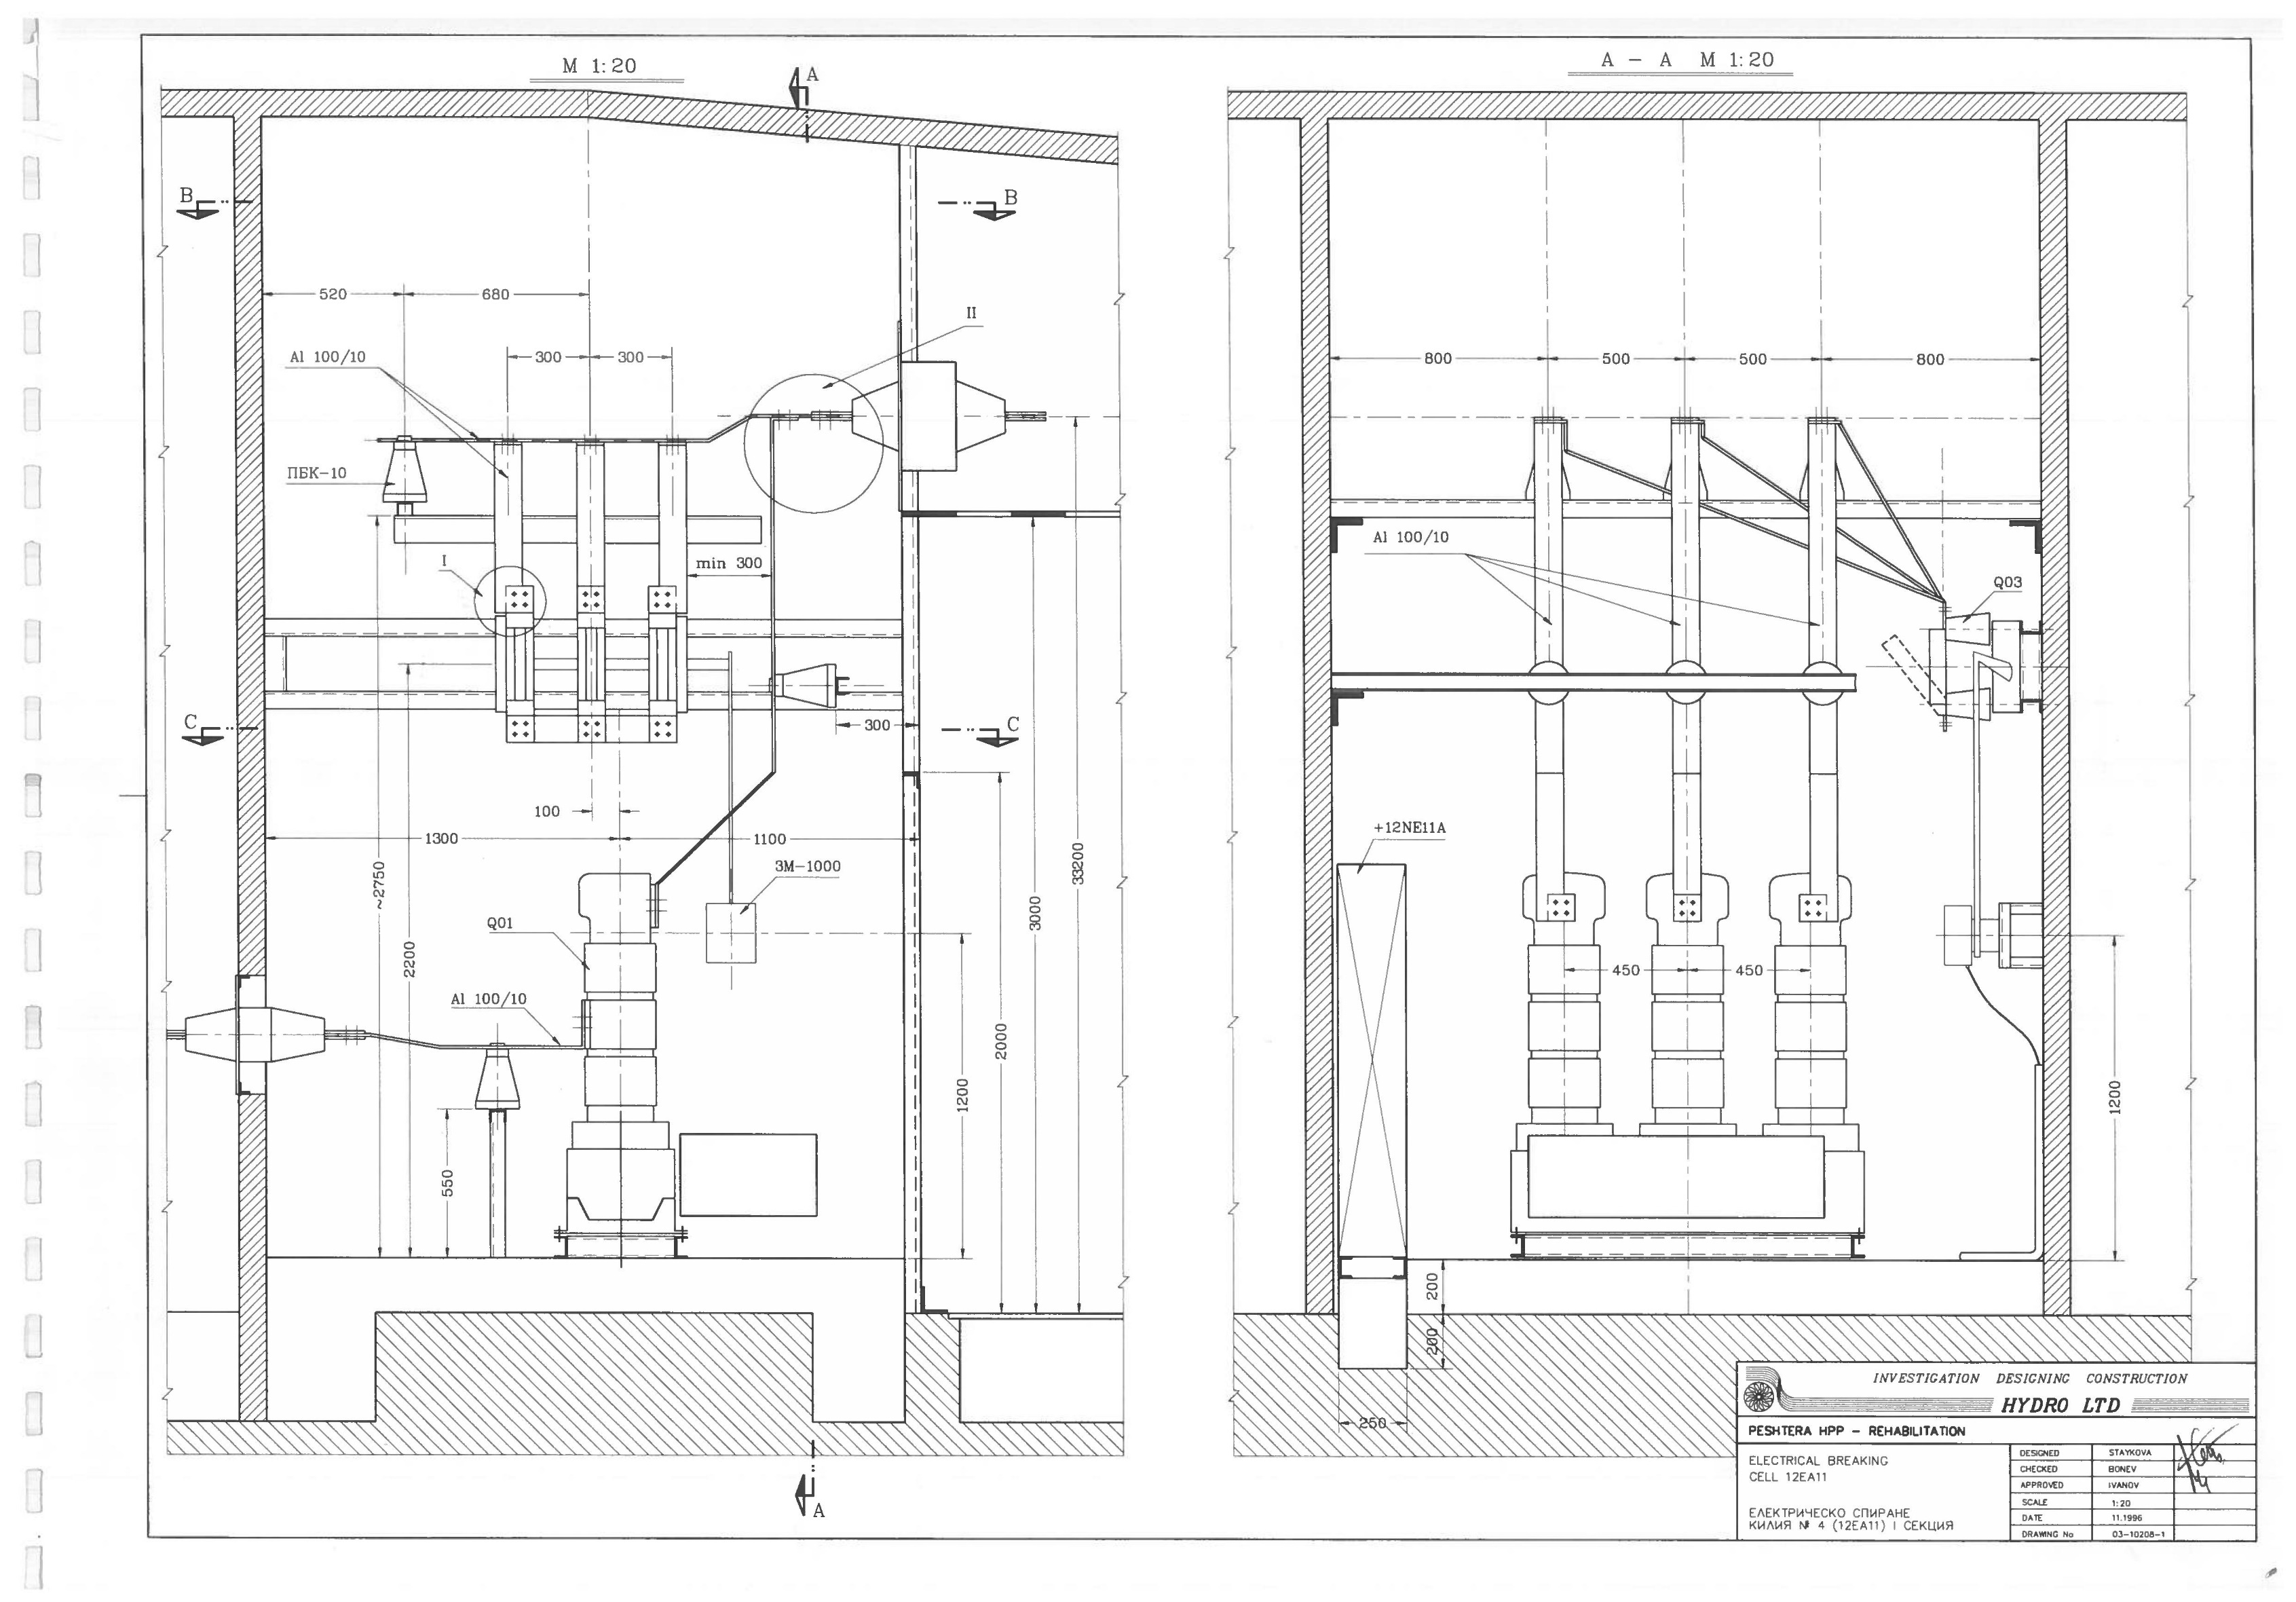 M 1:20
A
A – A M 1:20
B
B
520
680
II
Al 100/10
300
300
800
500
500
800
ПБК-10
Al 100/10
I
min 300
Q03
C
300
C
100
1300
1100
+12NE11A
~2750
ЗМ-1000
33200
3000
Q01
2200
450
450
Al 100/10
2000
1200
1200
550
200
200
250
A
INVESTIGATION DESIGNING CONSTRUCTION
HYDRO LTD
PESHTERA HPP – REHABILITATION
ELECTRICAL BREAKING
CELL 12EA11
ЕЛЕКТРИЧЕСКО СПИРАНЕ
КИЛИЯ № 4 (12EA11) I СЕКЦИЯ
DESIGNED STAYKOVA
CHECKED BONEV
APPROVED IVANOV
SCALE 1:20
DATE 11.1996
DRAWING No 03-10208-1